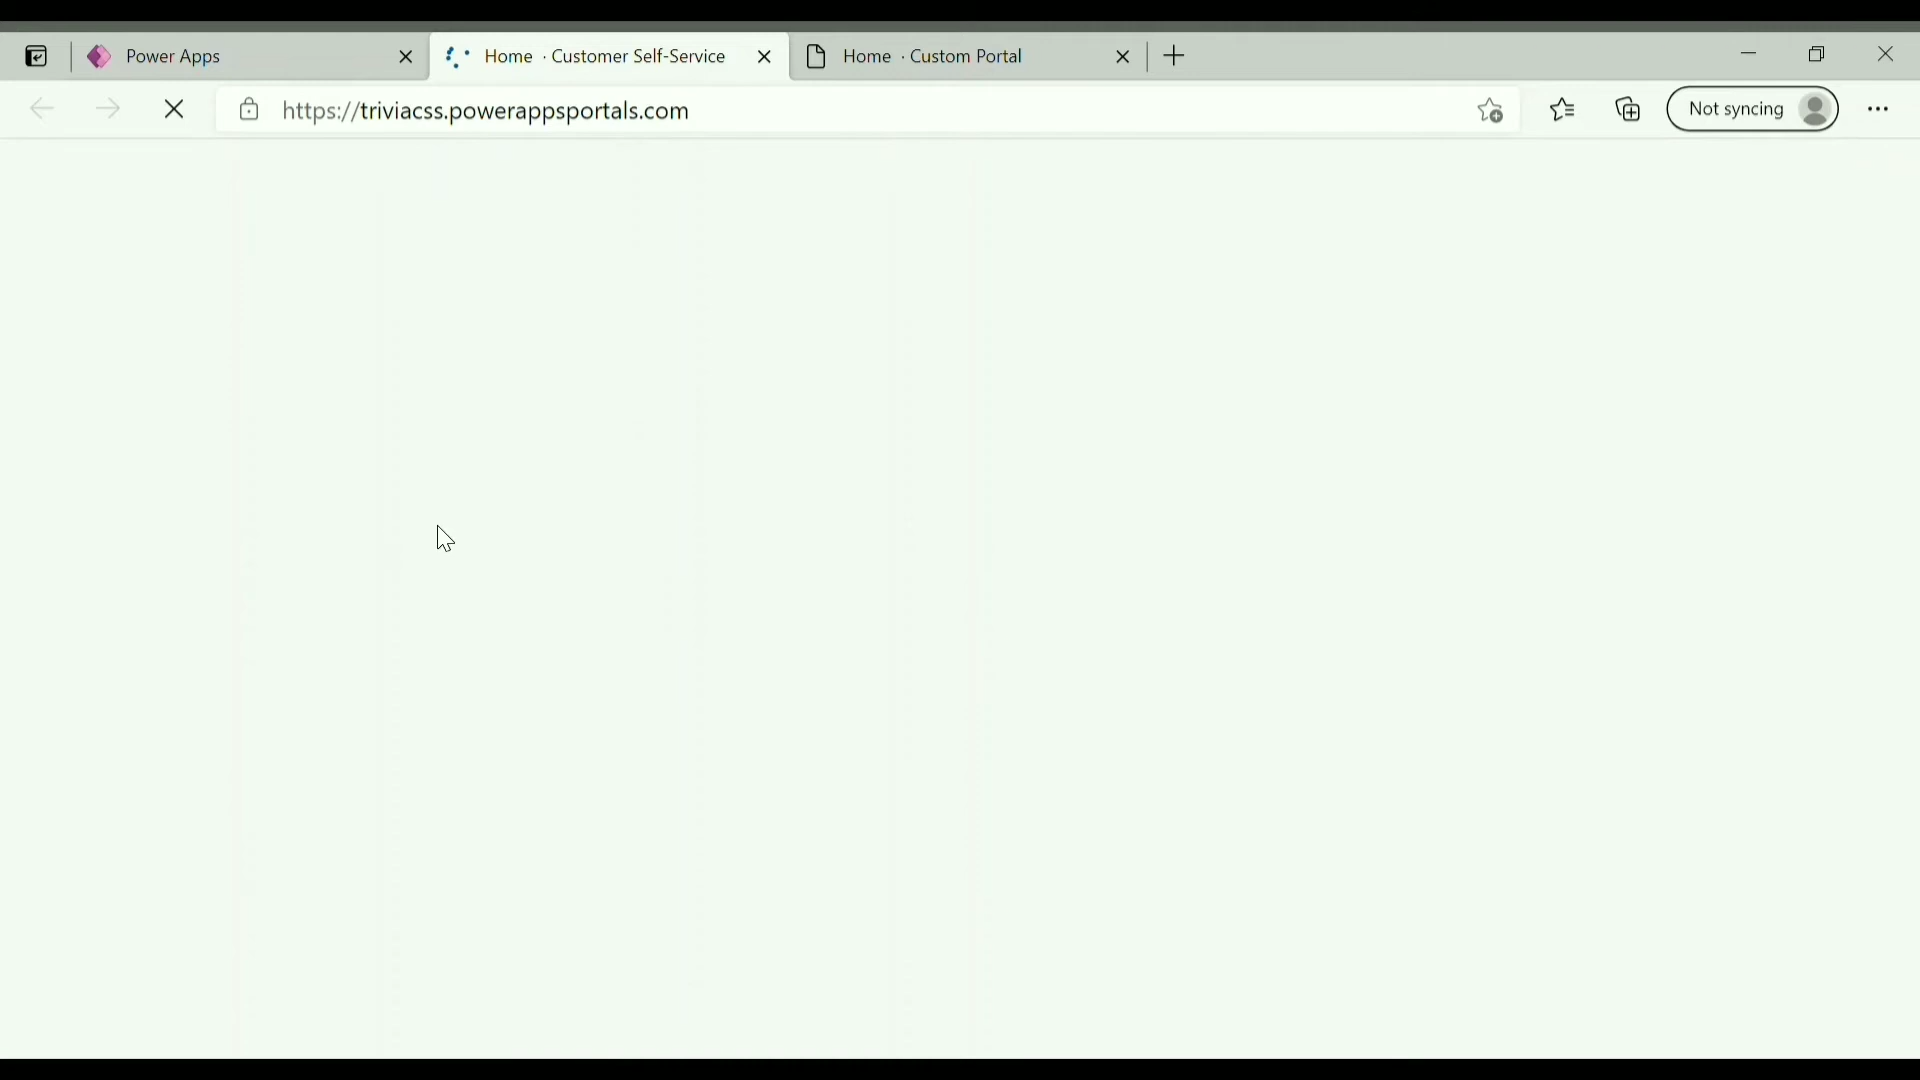 Power Apps
Home · Customer Self-Service
Home · Custom Portal
https://triviacss.powerappsportals.com
Not syncing